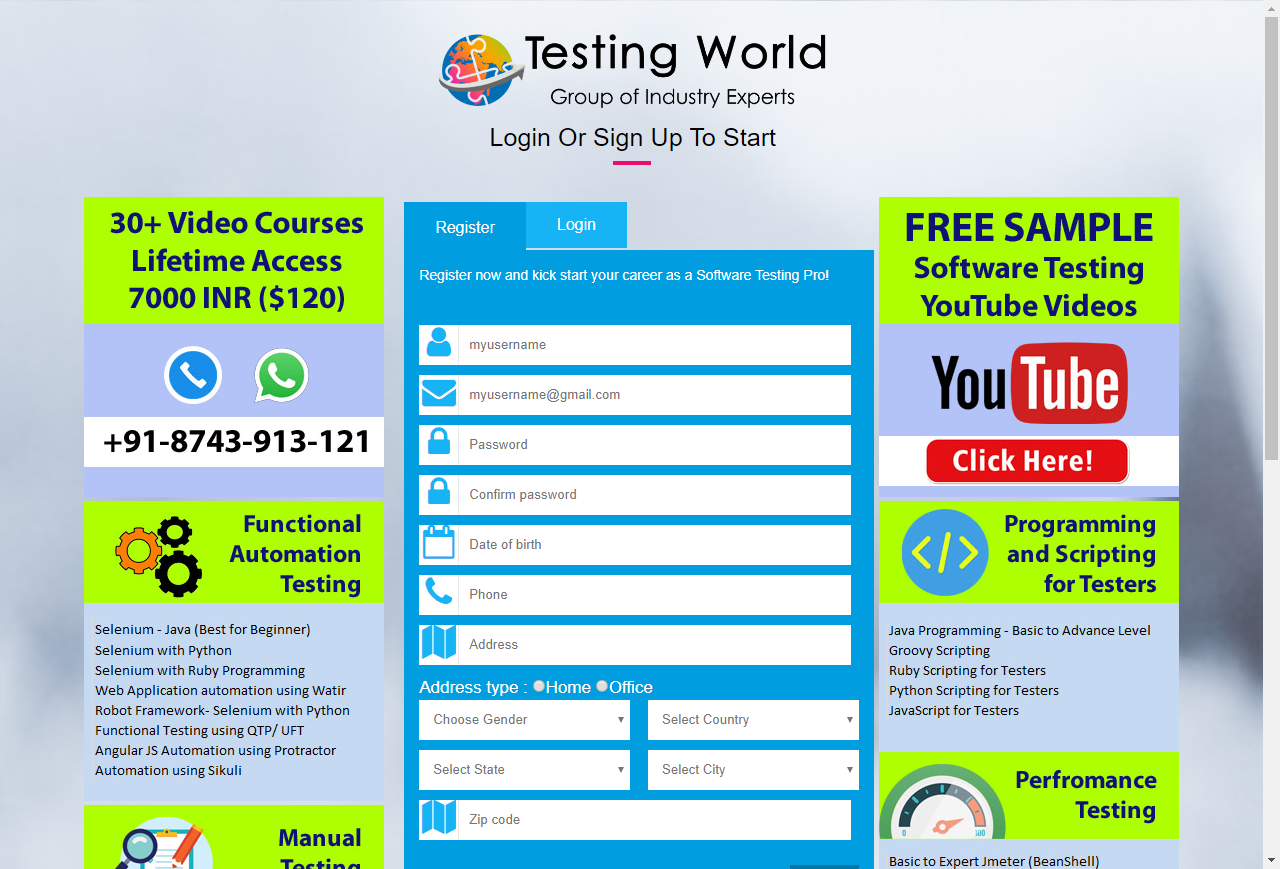 Testing World
Group of Industry Experts
Login Or Sign Up To Start
30+ Video Courses
Lifetime Access
7000 INR ($120)
+91-8743-913-121
Functional
Automation
Testing
Selenium - Java (Best for Beginner)
Selenium with Python
Selenium with Ruby Programming
Web Application automation using Watir
Robot Framework- Selenium with Python
Functional Testing using QTP/ UFT
Angular JS Automation using Protractor
Automation using Sikuli
Manual
Testing
Register
Login
Register now and kick start your career as a Software Testing Pro!
myusername
myusername@gmail.com
Password
Confirm password
Date of birth
Phone
Address
Address type : Home Office
Choose Gender
Select Country
Select State
Select City
Zip code
FREE SAMPLE
Software Testing
YouTube Videos
YouTube
Click Here!
Programming
and Scripting
for Testers
Java Programming - Basic to Advance Level
Groovy Scripting
Ruby Scripting for Testers
Python Scripting for Testers
JavaScript for Testers
Perfromance
Testing
0
Basic to Expert Jmeter (BeanShell)